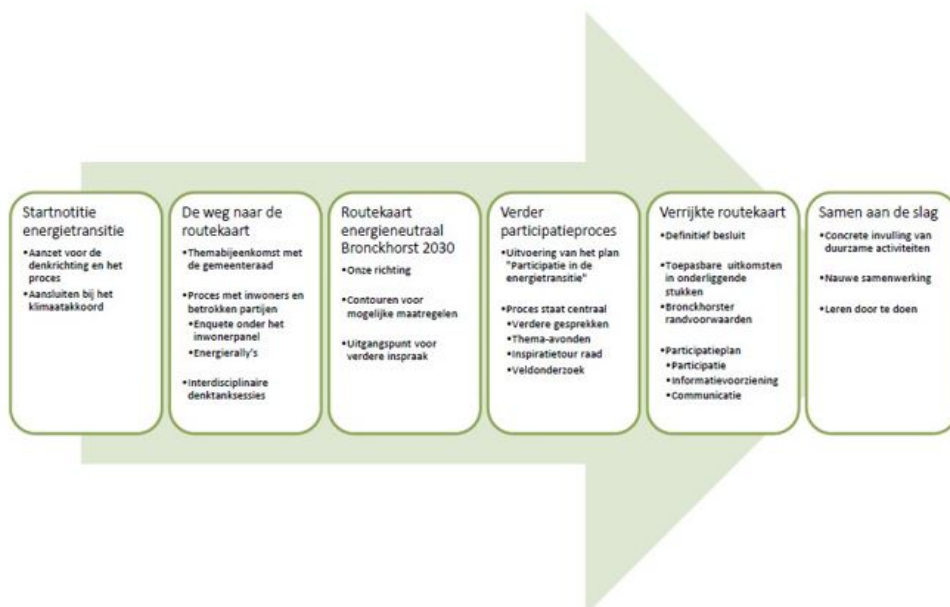 Startnotitie
energietransitie
•Aanzet voor de
denkrichting en het
proces
•Aansluiten bij het
klimaatakkoord
De weg naar de
routekaart
•Themabijeenkomst met
de gemeenteraad
•Proces met inwoners en
betrokken partijen
•Enquete onder het
inwonerpanel
•Energierally's
•Interdisciplinaire
denktanksessies
Routekaart
energieneutraal
Bronckhorst 2030
•Onze richting
•Contouren voor
mogelijke maatregelen
•Uitgangspunt voor
verdere inspraak
Verder
participatieproces
•Uitvoering van het plan
"Participatie in de
energietransitie"
•Proces staat centraal
•Verdere gesprekken
•Thema-avonden
•Inspiratietour raad
•Veldonderzoek
Verrijkte routekaart
•Definitief besluit
•Toepasbare uitkomsten
in onderliggende
stukken
•Bronckhorster
randvoorwaarden
•Participatieplan
•Participatie
•Informatievoorziening
•Communicatie
Samen aan de slag
•Concrete invulling van
duurzame activiteiten
•Nauwe samenwerking
•Leren door te doen